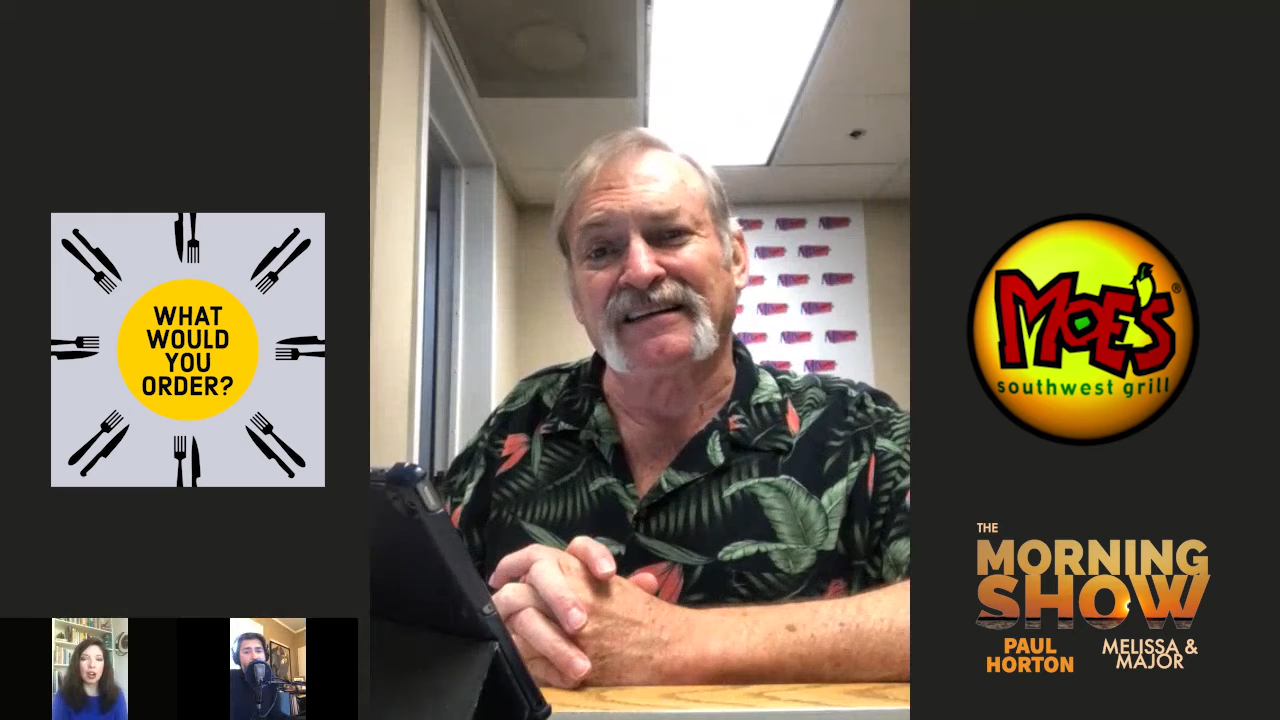 WHAT
WOULD
YOU
ORDER?
MOE'S
®
southwest grill
THE
MORNING
SHOW
PAUL
HORTON
MELISSA &
MAJOR